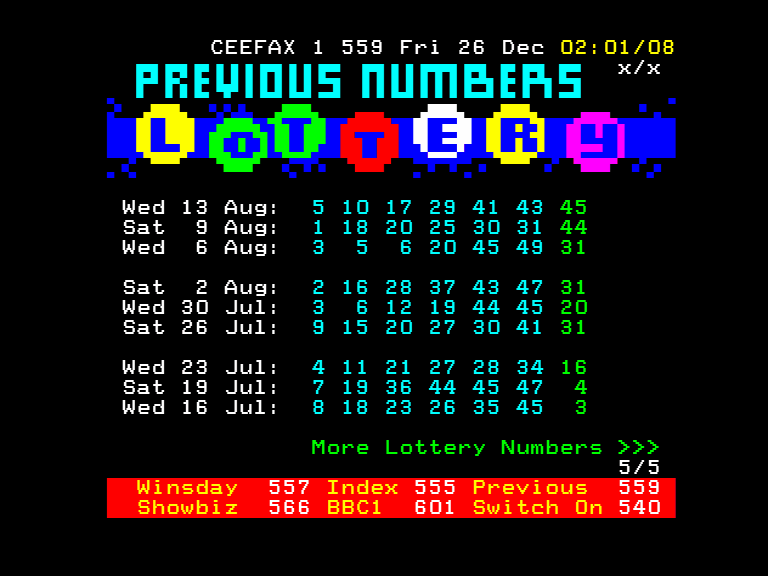 CEEFAX 1 559 Fri 26 Dec 02:01/08
PREVIOUS NUMBERS x/x
LOTTERY
Wed 13 Aug: 5 10 17 29 41 43 45
Sat 9 Aug: 1 18 20 25 30 31 44
Wed 6 Aug: 3 5 6 20 45 49 31
Sat 2 Aug: 2 16 28 37 43 47 31
Wed 30 Jul: 3 6 12 19 44 45 20
Sat 26 Jul: 9 15 20 27 30 41 31
Wed 23 Jul: 4 11 21 27 28 34 16
Sat 19 Jul: 7 19 36 44 45 47 4
Wed 16 Jul: 8 18 23 26 35 45 3
More Lottery Numbers >>>
5/5
Winsday 557 Index 555 Previous 559
Showbiz 566 BBC1 601 Switch On 540